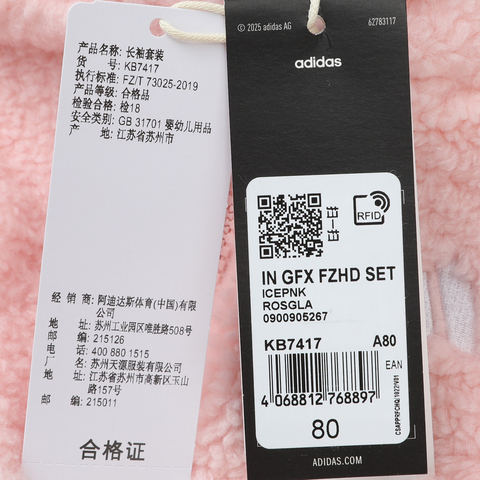 产品名称: 长袖套装
货 号: KB7417
执行标准: FZ/T 73025-2019
产品等级: 合格品
检验合格: 检18
安全类别: GB 31701 婴幼儿用品
产 地: 江苏省苏州市
经 销 商: 阿迪达斯体育(中国)有限
公司
地 址: 苏州工业园区唯胜路508号
邮 编: 215126
电 话: 400 880 1515
厂 名: 苏州天源服装有限公司
地 址: 江苏省苏州市高新区玉山
路157号
邮 编: 215011
合格证
© 2025 adidas AG
62783117
adidas
RFID
IN GFX FZHD SET
ICEPNK
ROSGLA
0900905267
KB7417 A80
EAN
4 068812 768897
CSAPPRFCHQ/1022V01
80
ADIDAS.COM